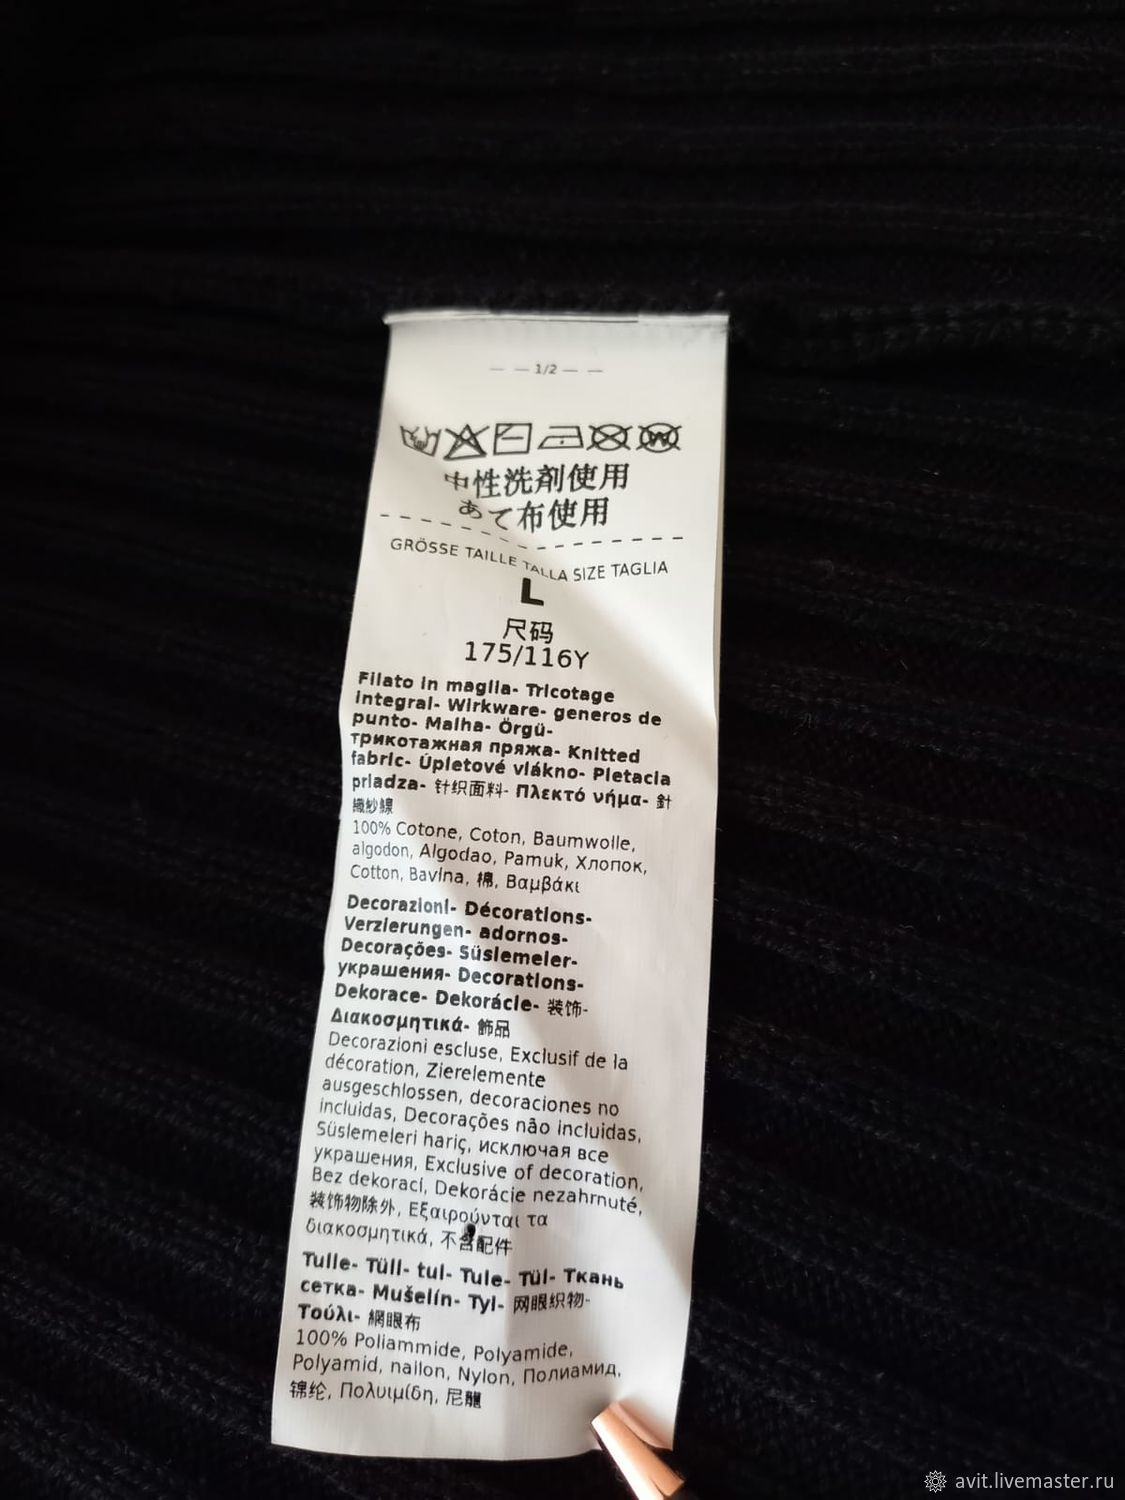 — — 1/2 — —
中性洗剤使用
あて布使用
GRÖSSE TAILLE TALLA SIZE TAGLIA
L
尺码
175/116Y
Filato in maglia- Tricotage
integral- Wirkware- generos de
punto- Malha- Örgü-
трикотажная пряжа- Knitted
fabric- Úpletové vlákno- Pletacia
priadza- 针织面料- Πλεκτό νήμα- 針
織紗線
100% Cotone, Coton, Baumwolle,
algodon, Algodao, Pamuk, Хлопок,
Cotton, Bavlna, 棉, Βαμβάκι
Decorazioni- Décorations-
Verzierungen- adornos-
Decorações- Süslemeler-
украшения- Decorations-
Dekorace- Dekorácie- 装饰-
Διακοσμητικά- 飾品
Decorazioni escluse, Exclusif de la
décoration, Zierelemente
ausgeschlossen, decoraciones no
incluidas, Decorações não incluidas,
Süslemeleri hariç, исключая все
украшения, Exclusive of decoration,
Bez dekorací, Dekorácie nezahrnuté,
装饰物除外, Εξαιρούνται τα
διακοσμητικά, 不含配件
Tulle- Tüll- tul- Tule- Tül- Ткань
сетка- Mušelín- Tyl- 网眼织物-
Τούλι- 網眼布
100% Poliammide, Polyamide,
Polyamid, nailon, Nylon, Полиамид,
锦纶, Πολυιμίδη, 尼龍
avit.livemaster.ru